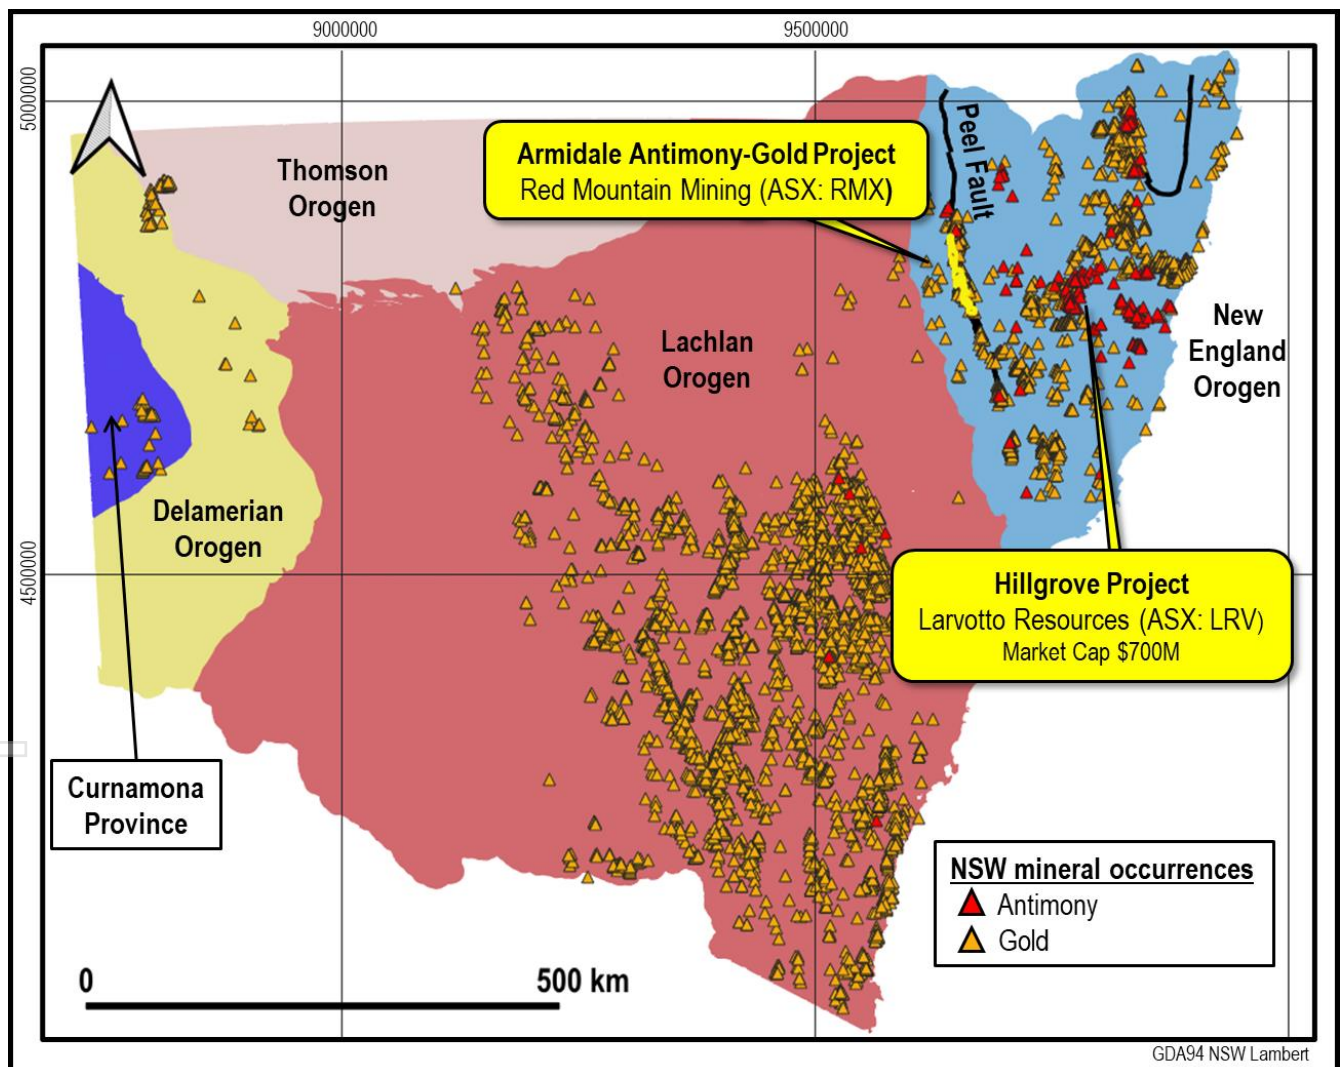 9000000
9500000
5000000
4500000
Thomson
Orogen
Armidale Antimony-Gold Project
Red Mountain Mining (ASX: RMX)
Peel Fault
Lachlan
Orogen
New
England
Orogen
Delamerian
Orogen
Hillgrove Project
Larvotto Resources (ASX: LRV)
Market Cap $700M
Curnamona
Province
NSW mineral occurrences
Antimony
Gold
0
500 km
GDA94 NSW Lambert